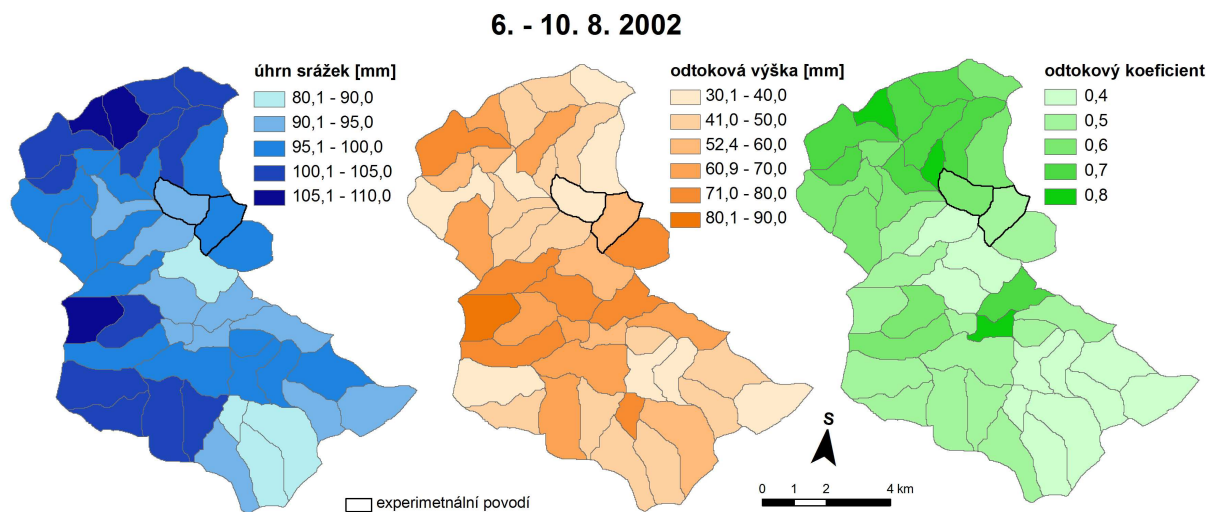 6. - 10. 8. 2002
úhrn srážek [mm]
80,1 - 90,0
90,1 - 95,0
95,1 - 100,0
100,1 - 105,0
105,1 - 110,0
odtoková výška [mm]
30,1 - 40,0
41,0 - 50,0
52,4 - 60,0
60,9 - 70,0
71,0 - 80,0
80,1 - 90,0
odtokový koeficient
0,4
0,5
0,6
0,7
0,8
experimetnální povodí
S
0 1 2 4 km